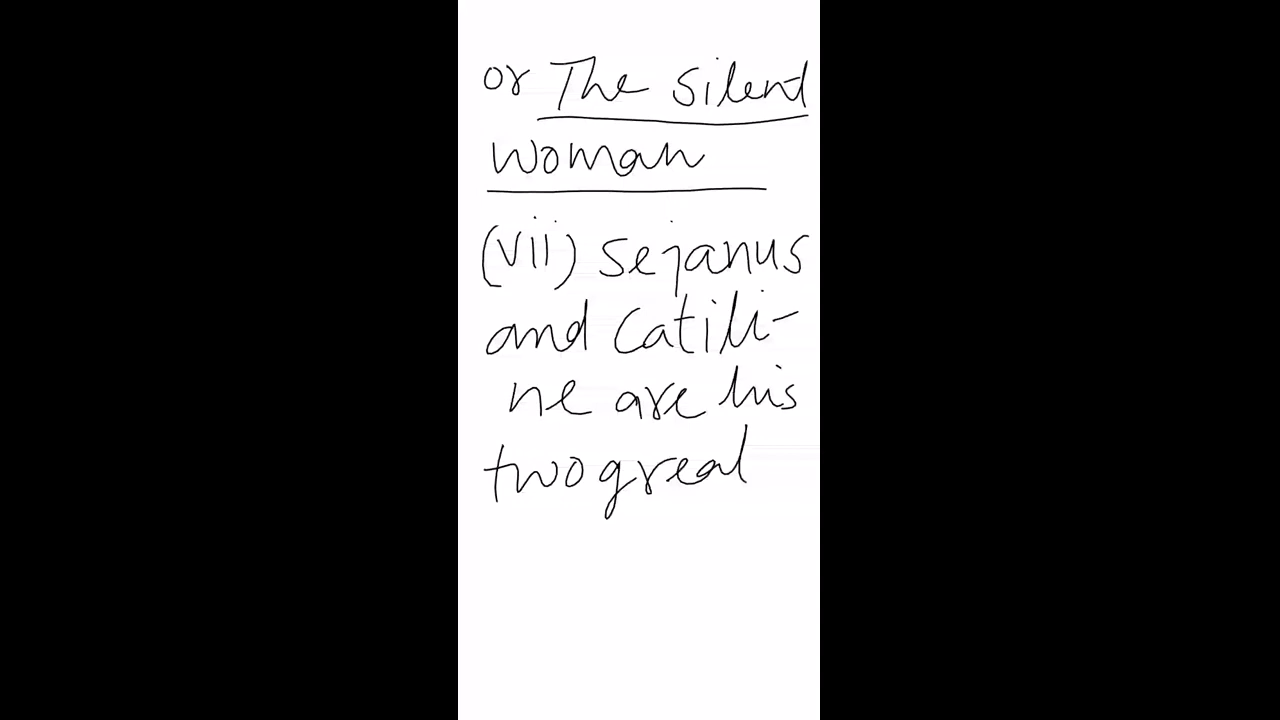 or The Silent
Woman
(vii) Sejanus
and Catili-
ne are his
two great